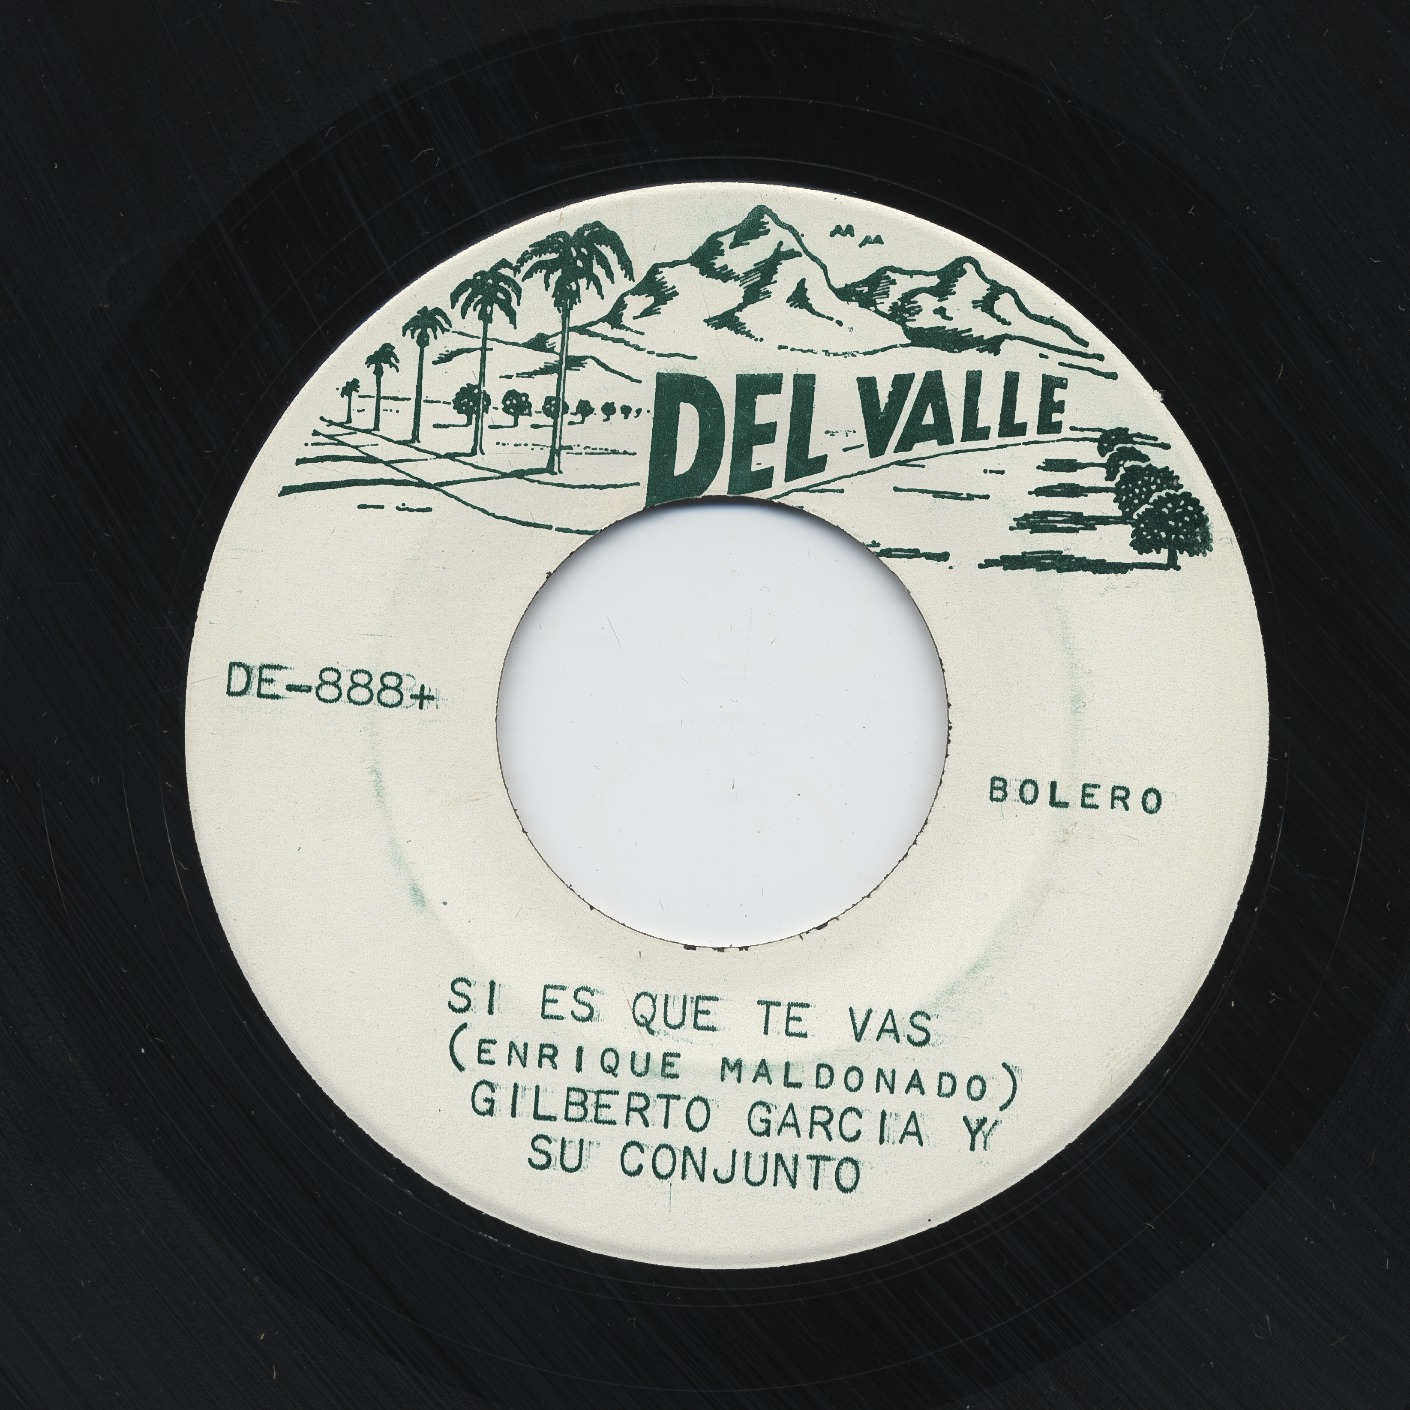 DEL VALLE
DE-888+
BOLERO
SI ES QUE TE VAS
(ENRIQUE MALDONADO)
GILBERTO GARCIA Y
SU CONJUNTO